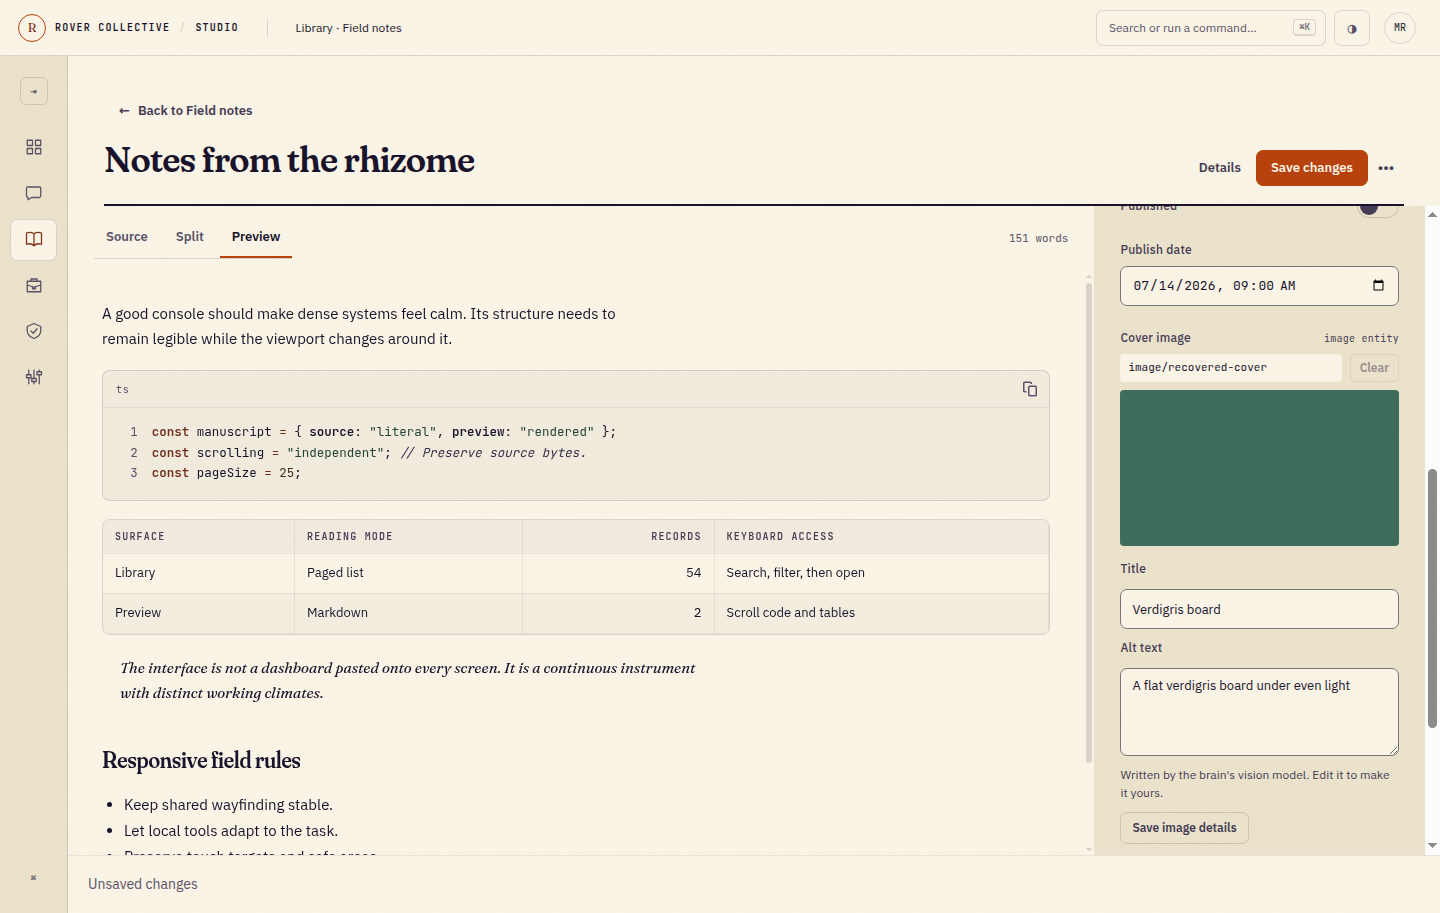 R ROVER COLLECTIVE / STUDIO
Library · Field notes
Search or run a command... ⌘K
MR
← Back to Field notes
Notes from the rhizome
Details
Save changes
•••
Source
Split
Preview
151 words
A good console should make dense systems feel calm. Its structure needs to
remain legible while the viewport changes around it.
ts
1 const manuscript = { source: "literal", preview: "rendered" };
2 const scrolling = "independent"; // Preserve source bytes.
3 const pageSize = 25;
SURFACE READING MODE RECORDS KEYBOARD ACCESS
Library Paged list 54 Search, filter, then open
Preview Markdown 2 Scroll code and tables
The interface is not a dashboard pasted onto every screen. It is a continuous instrument
with distinct working climates.
Responsive field rules
• Keep shared wayfinding stable.
• Let local tools adapt to the task.
• Preserve touch targets and safe areas.
Published
Publish date
07/14/2026, 09:00 AM
Cover image image entity
image/recovered-cover Clear
Title
Verdigris board
Alt text
A flat verdigris board under even light
Written by the brain's vision model. Edit it to make
it yours.
Save image details
⌘
Unsaved changes